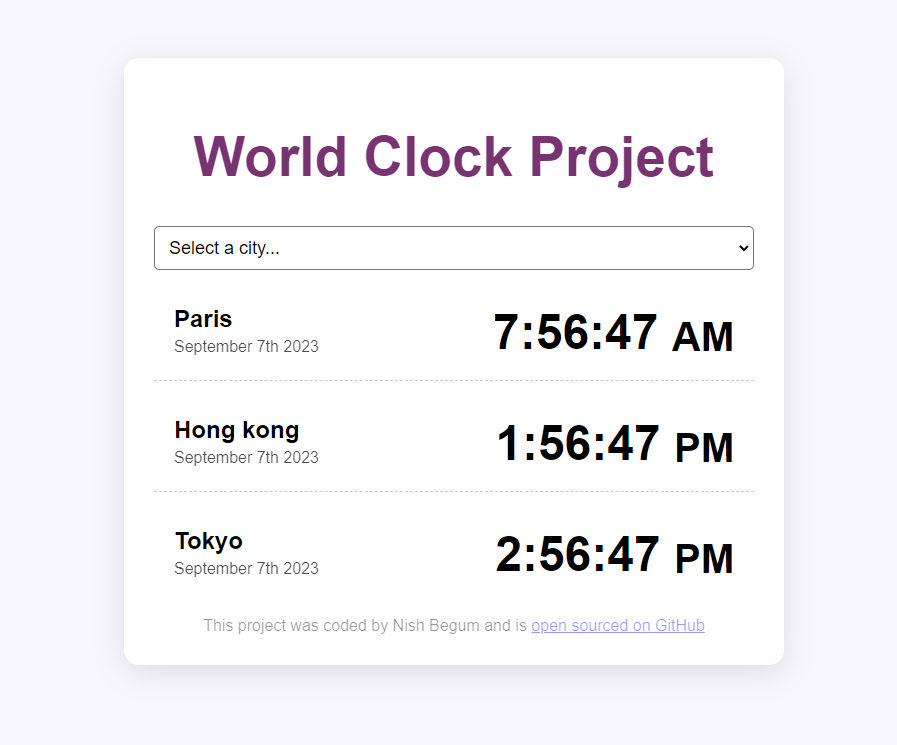 World Clock Project
Select a city...
Paris
7:56:47 AM
September 7th 2023
Hong kong
1:56:47 PM
September 7th 2023
Tokyo
2:56:47 PM
September 7th 2023
This project was coded by Nish Begum and is open sourced on GitHub